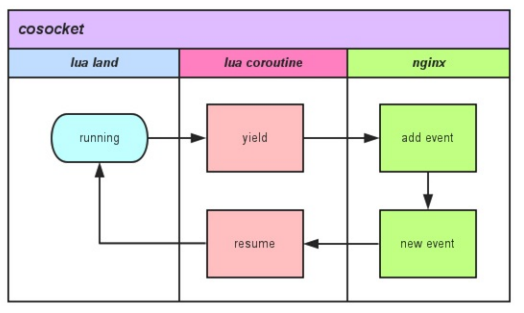 cosocket
lua land
lua coroutine
nginx
running
yield
add event
resume
new event